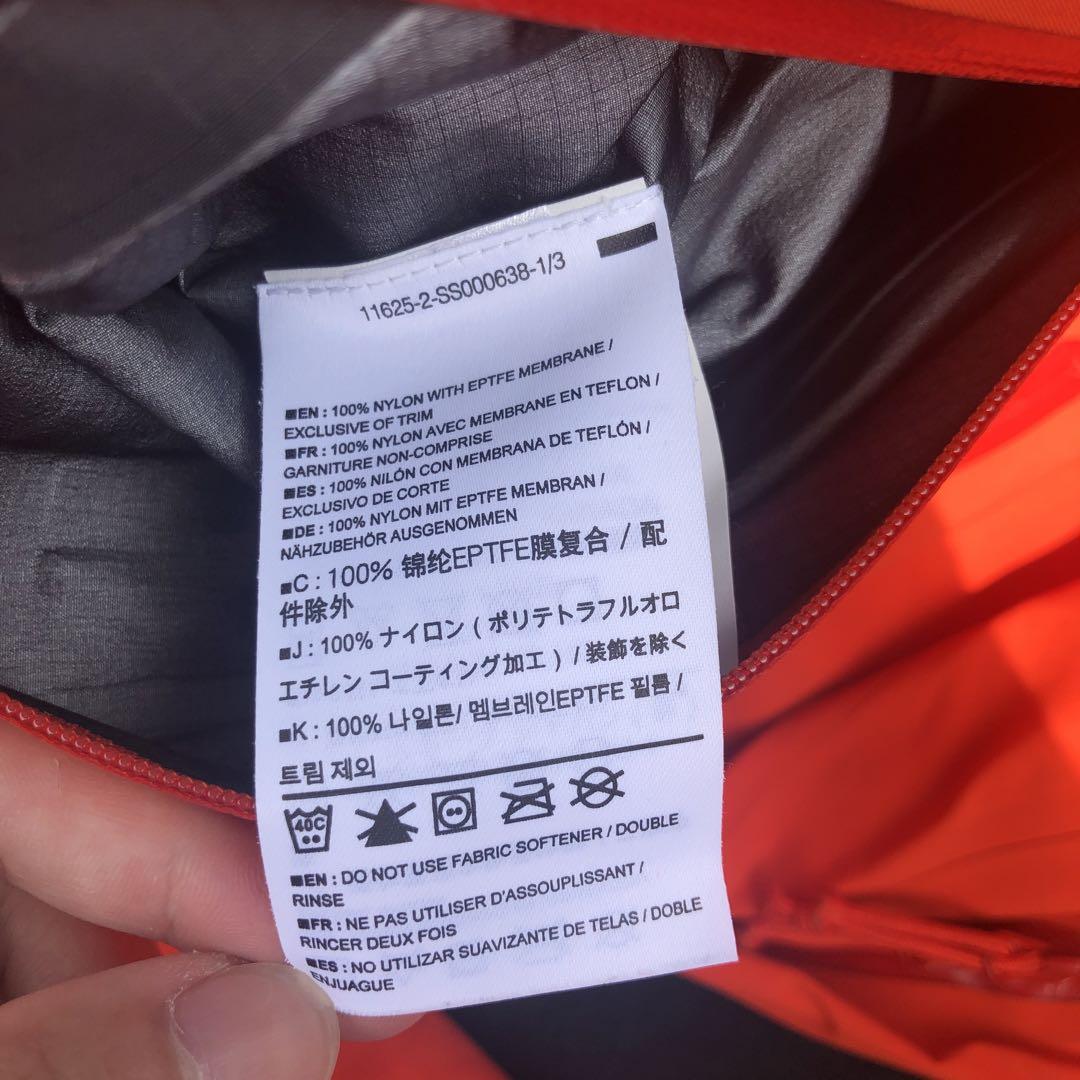 11625-2-SS000638-1/3
■EN : 100% NYLON WITH EPTFE MEMBRANE /
EXCLUSIVE OF TRIM
■FR : 100% NYLON AVEC MEMBRANE EN TEFLON /
GARNITURE NON-COMPRISE
■ES : 100% NILÓN CON MEMBRANA DE TEFLÓN /
EXCLUSIVO DE CORTE
■DE : 100% NYLON MIT EPTFE MEMBRAN /
NÄHZUBEHÖR AUSGENOMMEN
■C : 100% 锦纶EPTFE膜复合 / 配
件除外
■J : 100% ナイロン ( ポリテトラフルオロ
エチレン コーティング加工 ) / 装飾を除く
■K : 100% 나일론/ 멤브레인EPTFE 필름 /
트림 제외
40C
■EN : DO NOT USE FABRIC SOFTENER / DOUBLE
RINSE
■FR : NE PAS UTILISER D'ASSOUPLISSANT /
RINCER DEUX FOIS
■ES : NO UTILIZAR SUAVIZANTE DE TELAS / DOBLE
ENJUAGUE